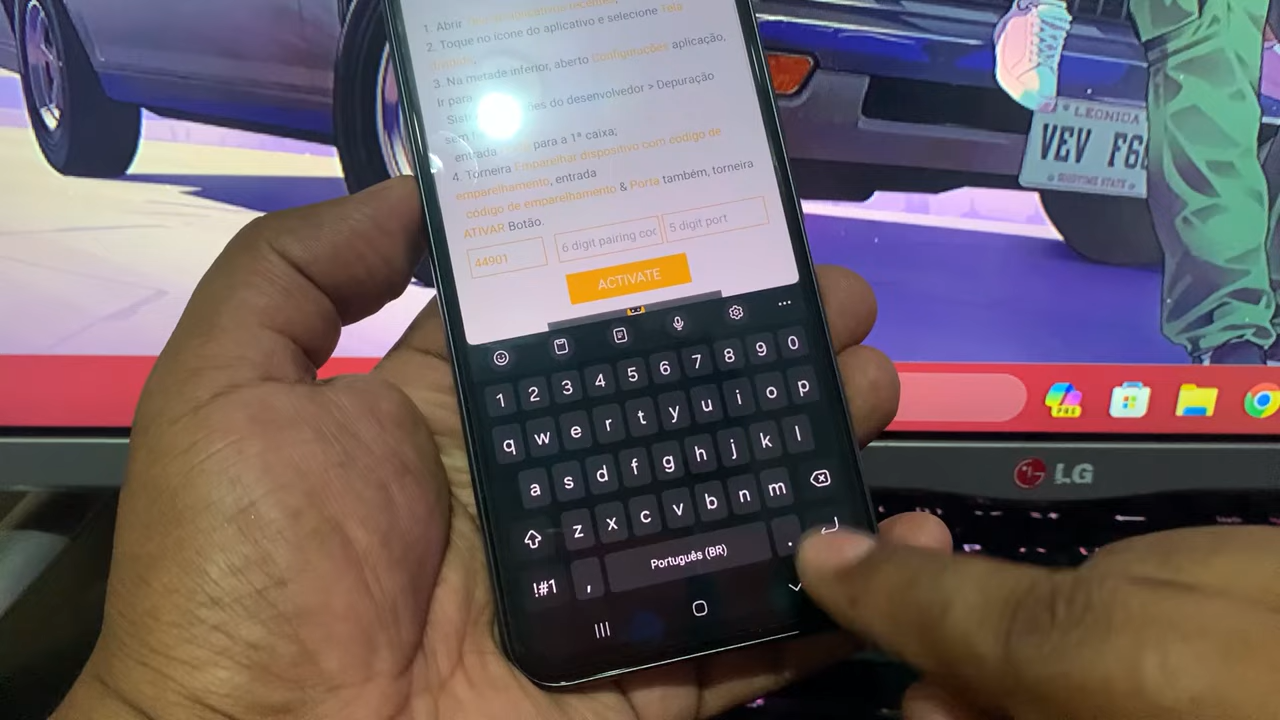 1. Abrir
2. Toque no ícone do aplicativo e selecione Tela
3. Na metade inferior, aberto Configurações aplicação,
Ir para
do desenvolvedor > Depuração
sem
entrada para a 1ª caixa;
4. Torneira Emparelhar dispositivo com código de
emparelhamento, entrada
código de emparelhamento & Porta também, torneira
ATIVAR Botão.
44901
6 digit pairing
5 digit port
ACTIVATE
1 2 3 4 5 6 7 8 9 0
q w e r t y u i o p
a s d f g h j k l
z x c v b n m
!#1 , Português (BR) .
LEONIDA
VEV F6
LG
PRE